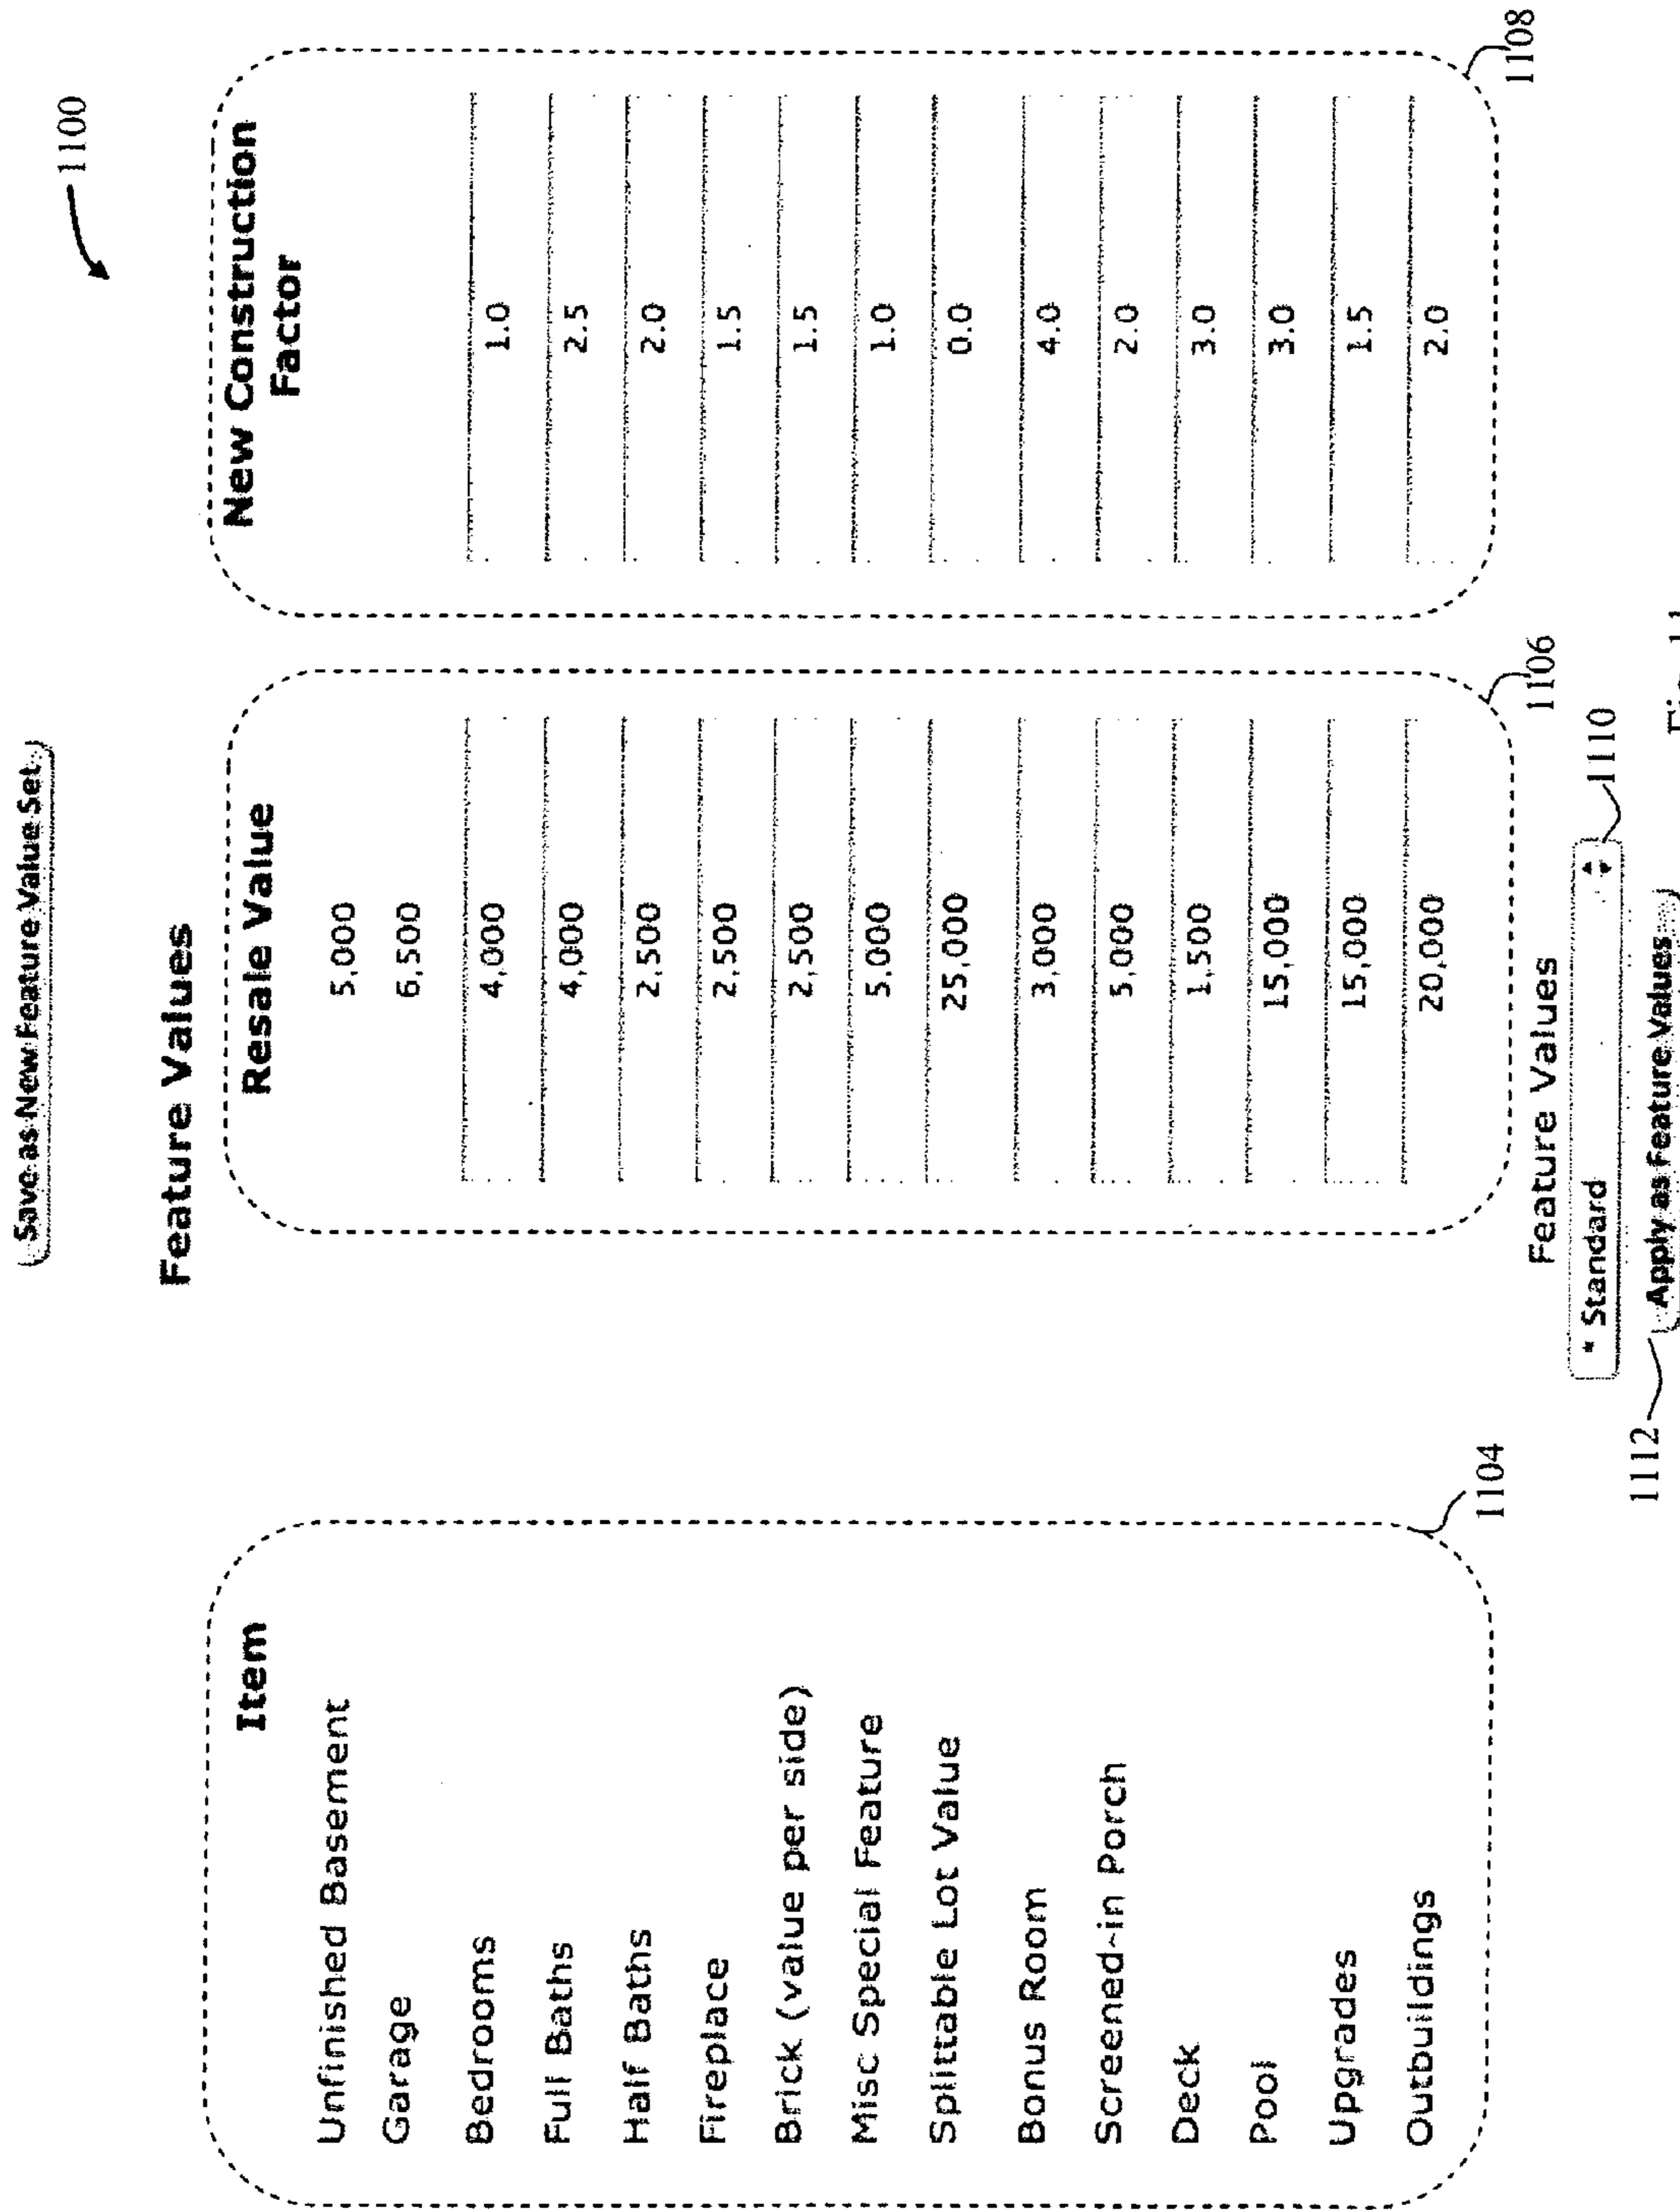 Save as New Feature Value Set
1100
Feature Values
Item
Resale Value
New Construction
Factor
Unfinished Basement 5,000
Garage 6,500
Bedrooms 4,000 1.0
Full Baths 4,000 2.5
Half Baths 2,500 2.0
Fireplace 2,500 1.5
Brick (value per side) 2,500 1.5
Misc Special Feature 5,000 1.0
Splittable Lot Value 25,000 0.0
Bonus Room 3,000 4.0
Screened-in Porch 5,000 2.0
Deck 1,500 3.0
Pool 15,000 3.0
Upgrades 15,000 1.5
Outbuildings 20,000 2.0
1104
1106
1108
Feature Values
* Standard
1110
1112
Apply as Feature Values